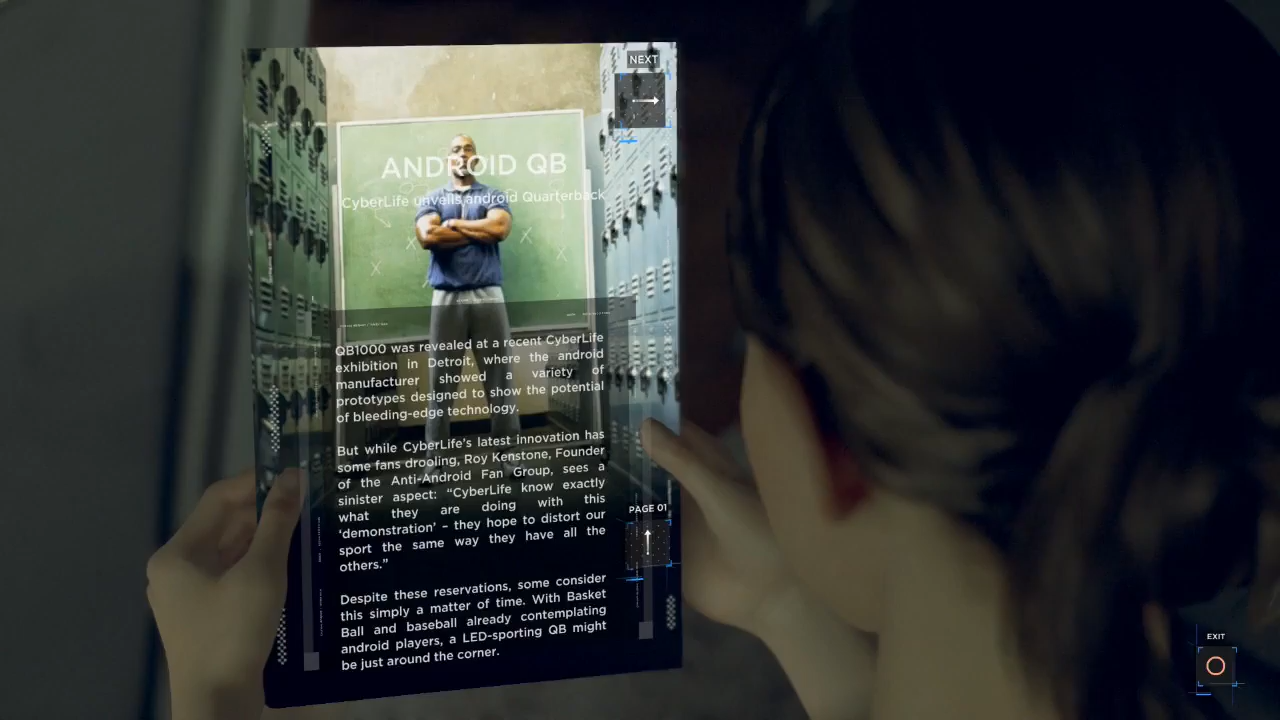 NEXT
ANDROID QB
CyberLife unveils android Quarterback
QB1000 was revealed at a recent CyberLife
exhibition in Detroit, where the android
manufacturer showed a variety of
prototypes designed to show the potential
of bleeding-edge technology.
But while CyberLife's latest innovation has
some fans drooling, Roy Kenstone, Founder
of the Anti-Android Fan Group, sees a
sinister aspect: “CyberLife know exactly
what they are doing with this
‘demonstration’ – they hope to distort our
sport the same way they have all the
others.”
Despite these reservations, some consider
this simply a matter of time. With Basket
Ball and baseball already contemplating
android players, a LED-sporting QB might
be just around the corner.
PAGE 01
EXIT